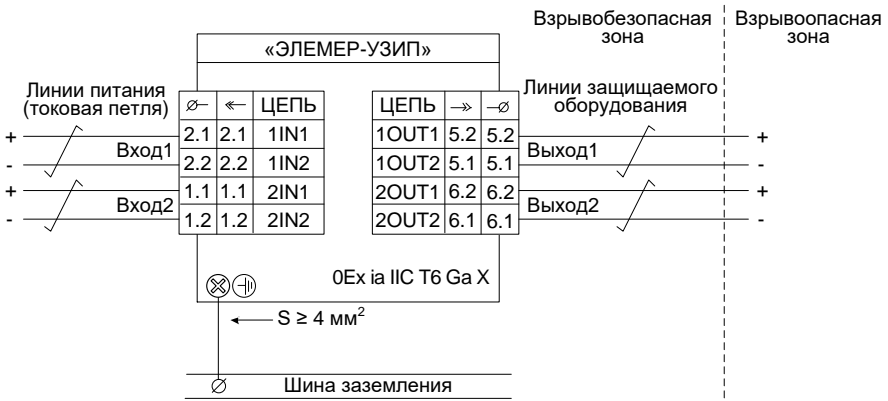 Взрывобезопасная зона
Взрывоопасная зона
«ЭЛЕМЕР-УЗИП»
Линии питания (токовая петля)
Линии защищаемого оборудования
ЦЕПЬ
ЦЕПЬ
+ 2.1 2.1 1IN1 1OUT1 5.2 5.2 +
Вход1 Выход1
- 2.2 2.2 1IN2 1OUT2 5.1 5.1 -
+ 1.1 1.1 2IN1 2OUT1 6.2 6.2 +
Вход2 Выход2
- 1.2 1.2 2IN2 2OUT2 6.1 6.1 -
0Ex ia IIC T6 Ga X
S ≥ 4 мм²
Шина заземления